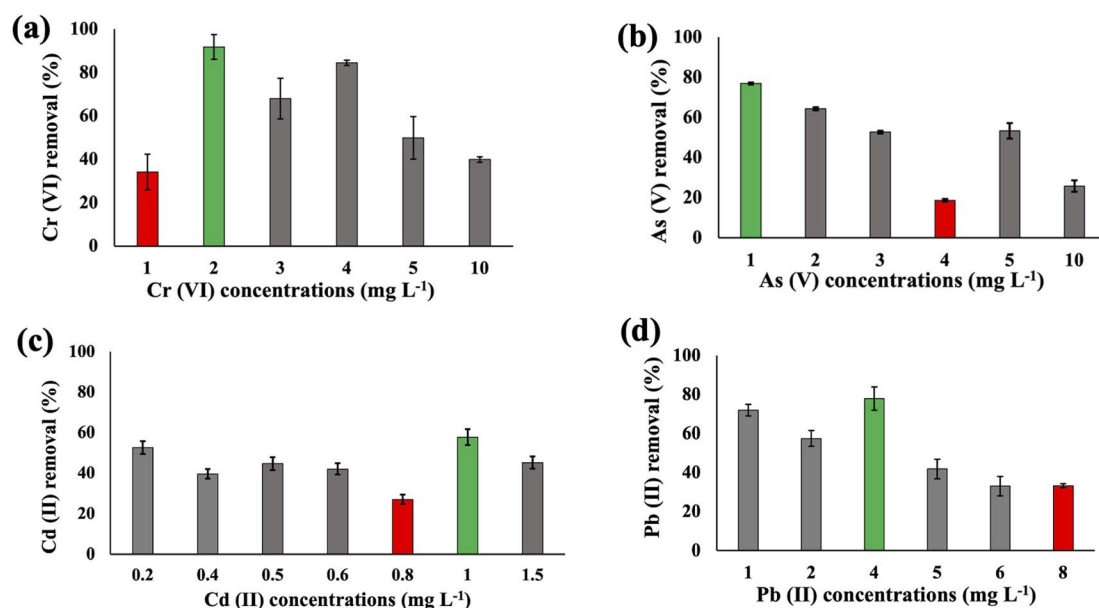 (a)
Cr (VI) removal (%)
100
80
60
40
20
0
1 2 3 4 5 10
Cr (VI) concentrations (mg L⁻¹)
(b)
As (V) removal (%)
100
80
60
40
20
0
1 2 3 4 5 10
As (V) concentrations (mg L⁻¹)
(c)
Cd (II) removal (%)
100
80
60
40
20
0
0.2 0.4 0.5 0.6 0.8 1 1.5
Cd (II) concentrations (mg L⁻¹)
(d)
Pb (II) removal (%)
100
80
60
40
20
0
1 2 4 5 6 8
Pb (II) concentrations (mg L⁻¹)